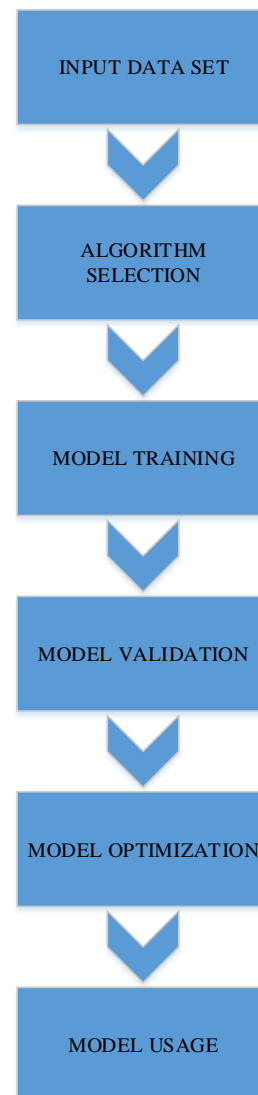 INPUT DATA SET
ALGORITHM
SELECTION
MODEL TRAINING
MODEL VALIDATION
MODEL OPTIMIZATION
MODEL USAGE